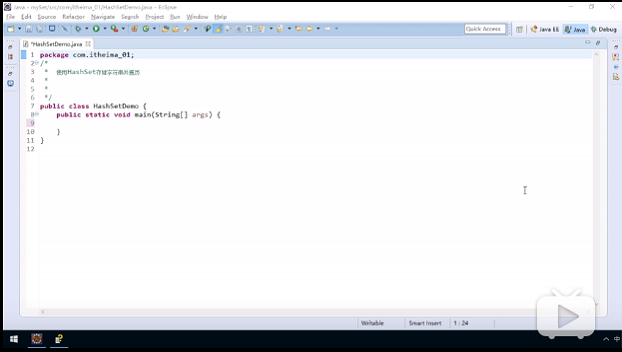 Java - mySet/src/com/itheima_01/HashSetDemo.java - Eclipse
File Edit Source Refactor Navigate Search Project Run Window Help
Quick Access Java EE Java Debug
*HashSetDemo.java
1 package com.itheima_01;
2 /*
3 * 使用HashSet存储字符串并遍历
4 *
5 *
6 */
7 public class HashSetDemo {
8 public static void main(String[] args) {
9
10 }
11 }
12
Writable Smart Insert 1 : 24
中